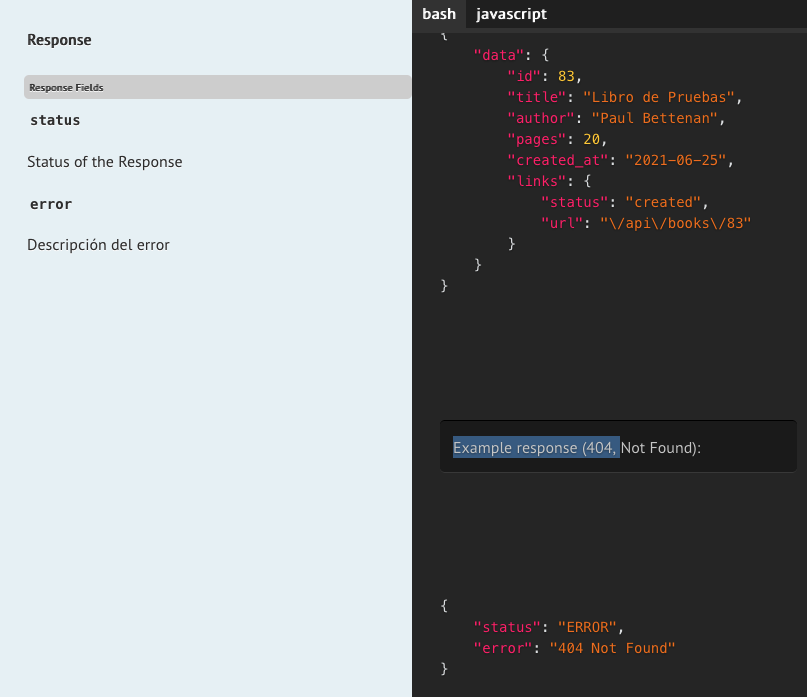 Response
Response Fields
status
Status of the Response
error
Descripción del error
bash javascript
{
"data": {
"id": 83,
"title": "Libro de Pruebas",
"author": "Paul Bettenan",
"pages": 20,
"created_at": "2021-06-25",
"links": {
"status": "created",
"url": "\/api\/books\/83"
}
}
}
Example response (404, Not Found):
{
"status": "ERROR",
"error": "404 Not Found"
}